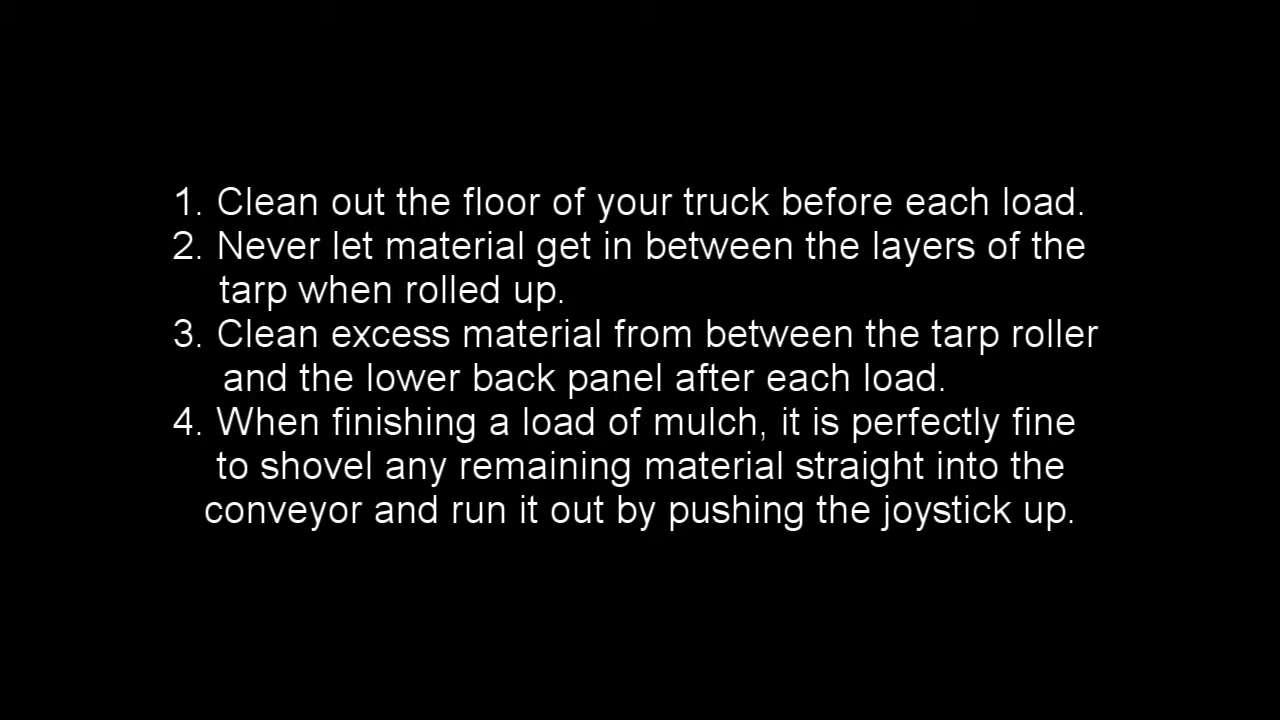 1. Clean out the floor of your truck before each load.
2. Never let material get in between the layers of the
tarp when rolled up.
3. Clean excess material from between the tarp roller
and the lower back panel after each load.
4. When finishing a load of mulch, it is perfectly fine
to shovel any remaining material straight into the
conveyor and run it out by pushing the joystick up.